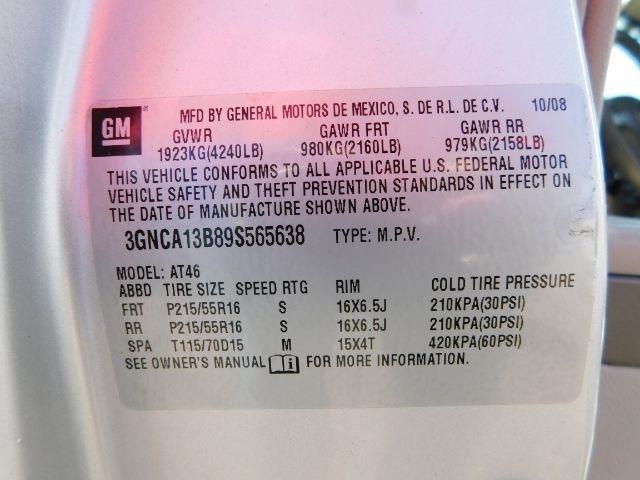 GM MFD BY GENERAL MOTORS DE MEXICO, S. DE R.L. DE C.V. 10/08
GVWR GAWR FRT GAWR RR
1923KG(4240LB) 980KG(2160LB) 979KG(2158LB)
THIS VEHICLE CONFORMS TO ALL APPLICABLE U.S. FEDERAL MOTOR
VEHICLE SAFETY AND THEFT PREVENTION STANDARDS IN EFFECT ON
THE DATE OF MANUFACTURE SHOWN ABOVE.
3GNCA13B89S565638 TYPE: M.P.V.
MODEL: AT46
ABBD TIRE SIZE SPEED RTG RIM COLD TIRE PRESSURE
FRT P215/55R16 S 16X6.5J 210KPA(30PSI)
RR P215/55R16 S 16X6.5J 210KPA(30PSI)
SPA T115/70D15 M 15X4T 420KPA(60PSI)
SEE OWNER'S MANUAL i FOR MORE INFORMATION.